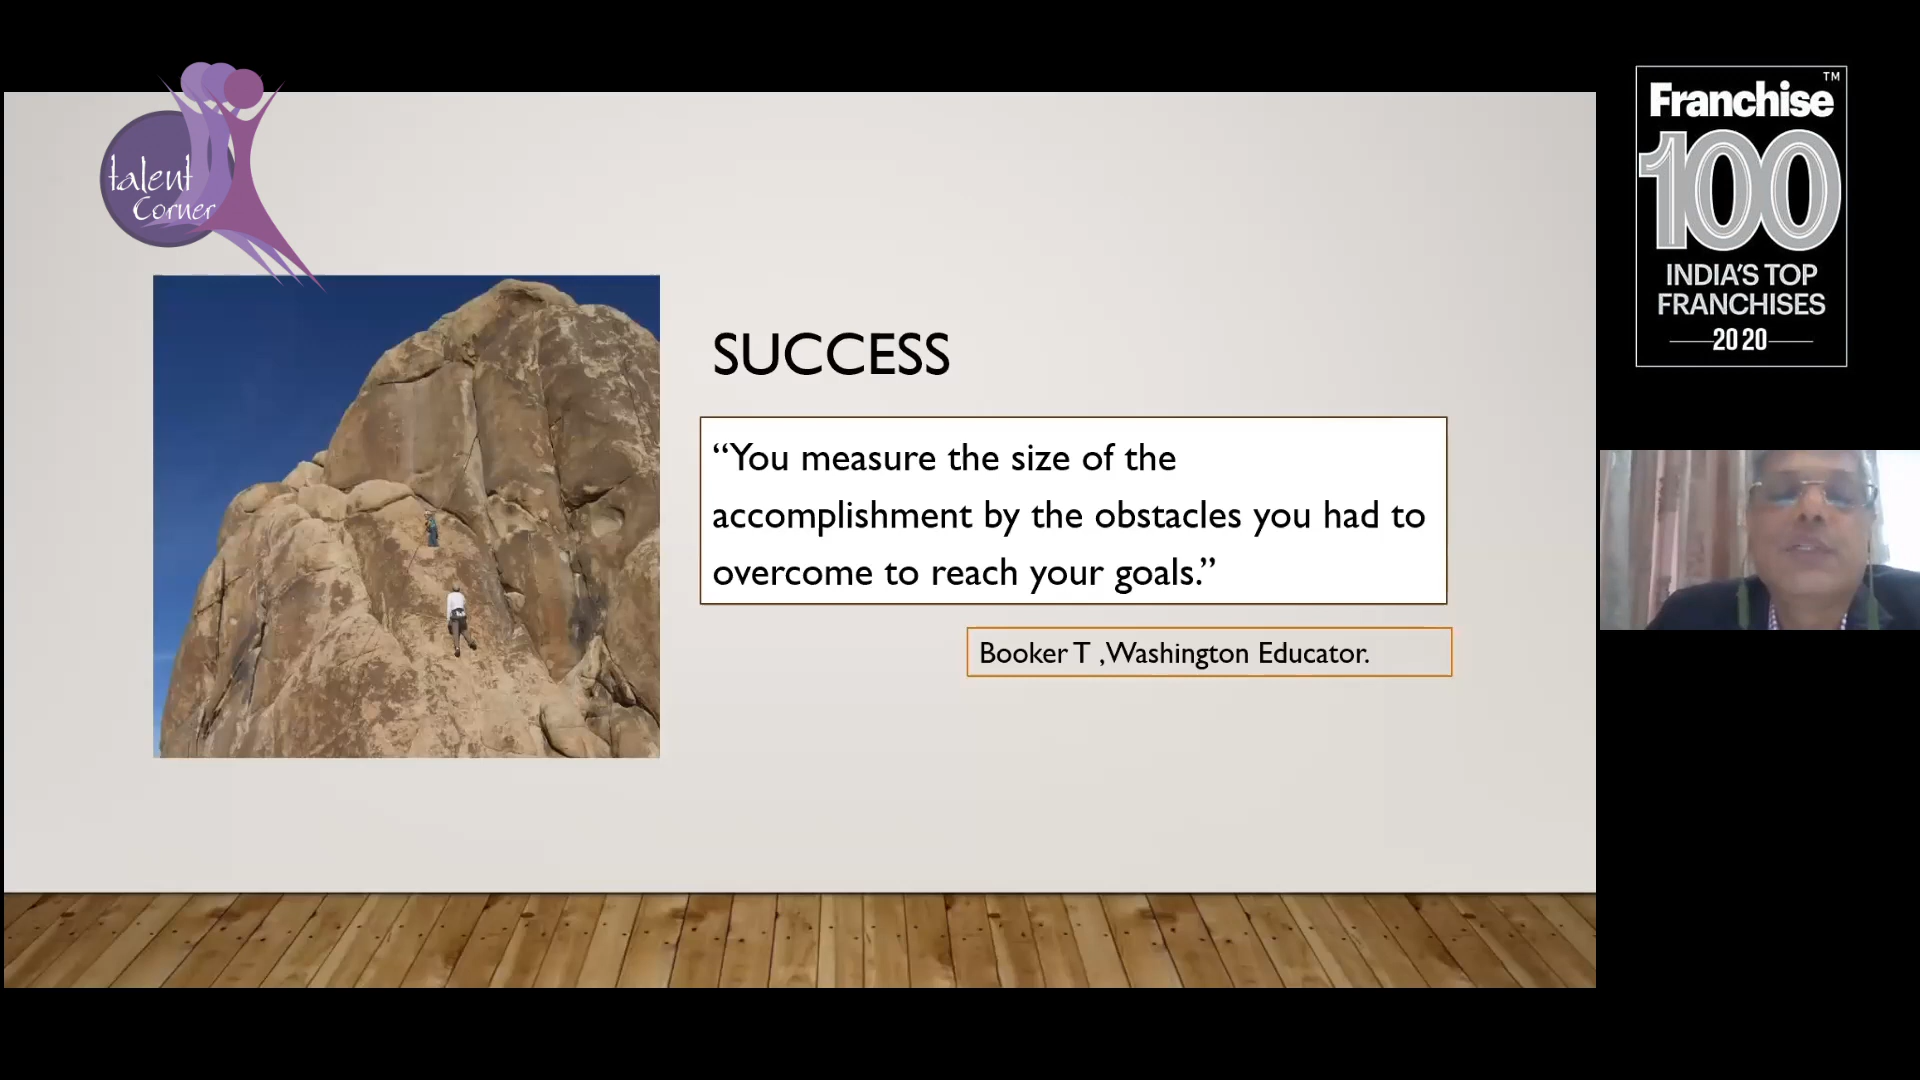 talent
Corner
SUCCESS
“You measure the size of the
accomplishment by the obstacles you had to
overcome to reach your goals.”
Booker T ,Washington Educator.
Franchise™
100
INDIA'S TOP
FRANCHISES
2020